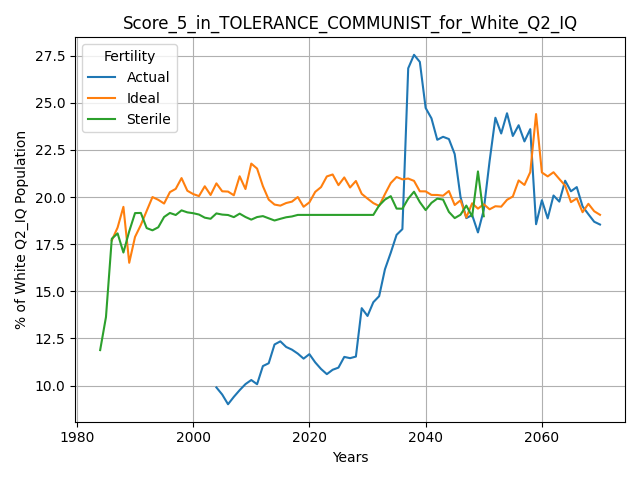 Score_5_in_TOLERANCE_COMMUNIST_for_White_Q2_IQ
Fertility
Actual
Ideal
Sterile
% of White Q2_IQ Population
27.5
25.0
22.5
20.0
17.5
15.0
12.5
10.0
1980 2000 2020 2040 2060
Years